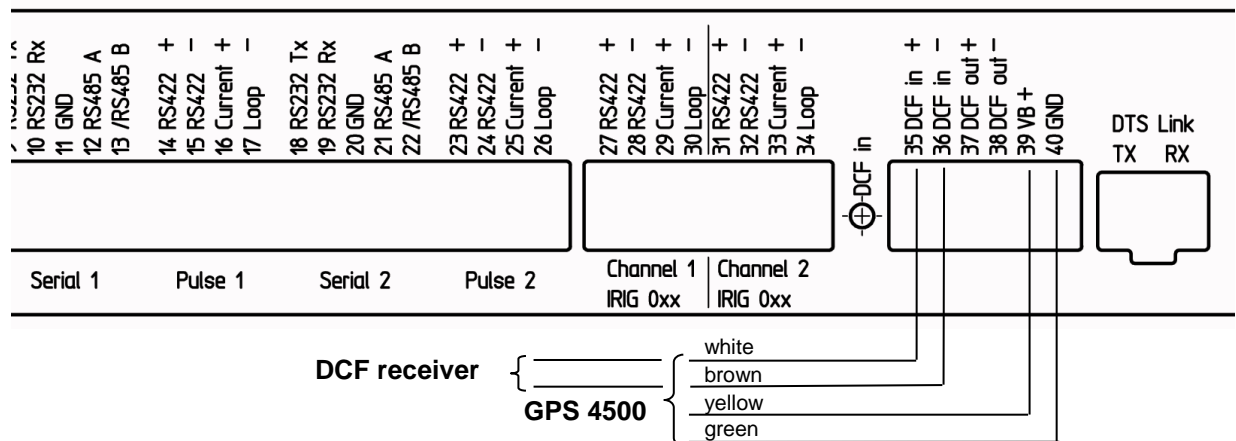 10 RS232 Rx
11 GND
12 RS485 A
13 /RS485 B
14 RS422 +
15 RS422 -
16 Current +
17 Loop -
18 RS232 Tx
19 RS232 Rx
20 GND
21 RS485 A
22 /RS485 B
23 RS422 +
24 RS422 -
25 Current +
26 Loop -
27 RS422 +
28 RS422 -
29 Current +
30 Loop -
31 RS422 +
32 RS422 -
33 Current +
34 Loop -
DCF in
35 DCF in +
36 DCF in -
37 DCF out +
38 DCF out -
39 VB +
40 GND
DTS Link
TX RX
Serial 1
Pulse 1
Serial 2
Pulse 2
Channel 1
IRIG 0xx
Channel 2
IRIG 0xx
DCF receiver
GPS 4500
white
brown
yellow
green